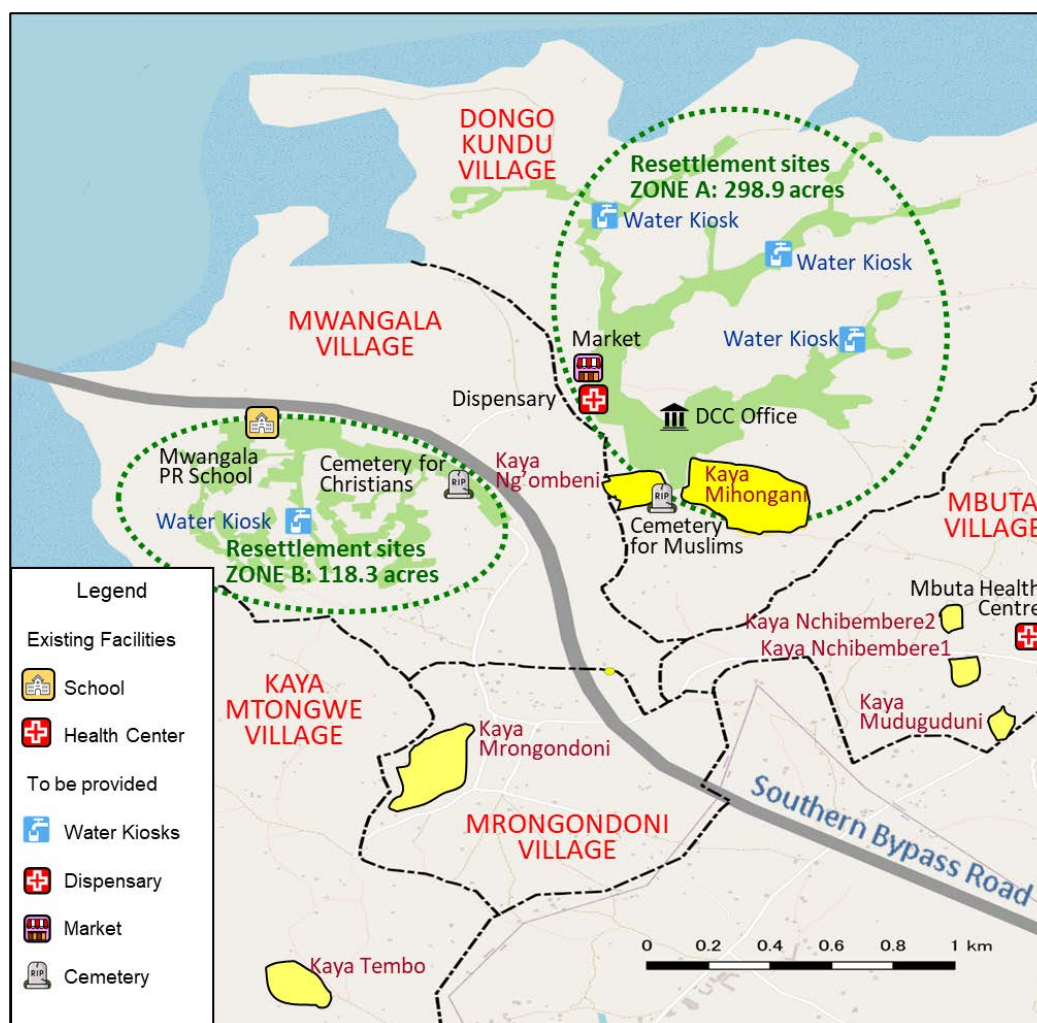 DONGO
KUNDU
VILLAGE
Resettlement sites
ZONE A: 298.9 acres
Water Kiosk
Water Kiosk
Water Kiosk
MWANGALA
VILLAGE
Market
Dispensary
DCC Office
Mwangala
PR School
Cemetery for
Christians
RIP
Kaya
Ng'ombeni
Kaya
Mihongani
RIP
Cemetery
for Muslims
MBUTA
VILLAGE
Water Kiosk
Resettlement sites
ZONE B: 118.3 acres
Mbuta Health
Centre
Kaya Nchibembere2
Kaya Nchibembere1
Kaya
Muduguduni
KAYA
MTONGWE
VILLAGE
Kaya
Mrongondoni
MRONGONDONI
VILLAGE
Southern Bypass Road
Kaya Tembo
0 0.2 0.4 0.6 0.8 1 km
Legend
Existing Facilities
School
Health Center
To be provided
Water Kiosks
Dispensary
Market
RIP
Cemetery